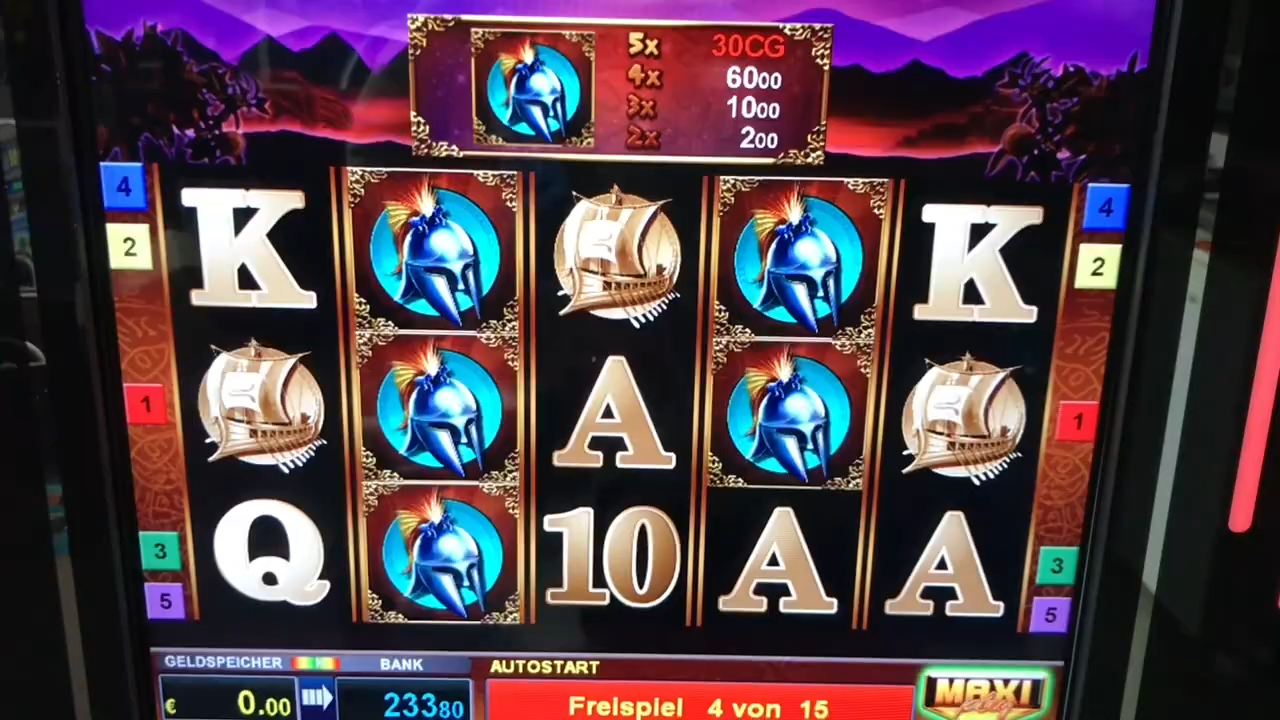 5x 30CG
4x 6000
3x 1000
2x 200
4 K K 4
2 2
1 A 1
Q 10 A A
3 3
5 5
GELDSPEICHER BANK AUTOSTART
€ 0.00 23380 Freispiel 4 von 15
MAXI play